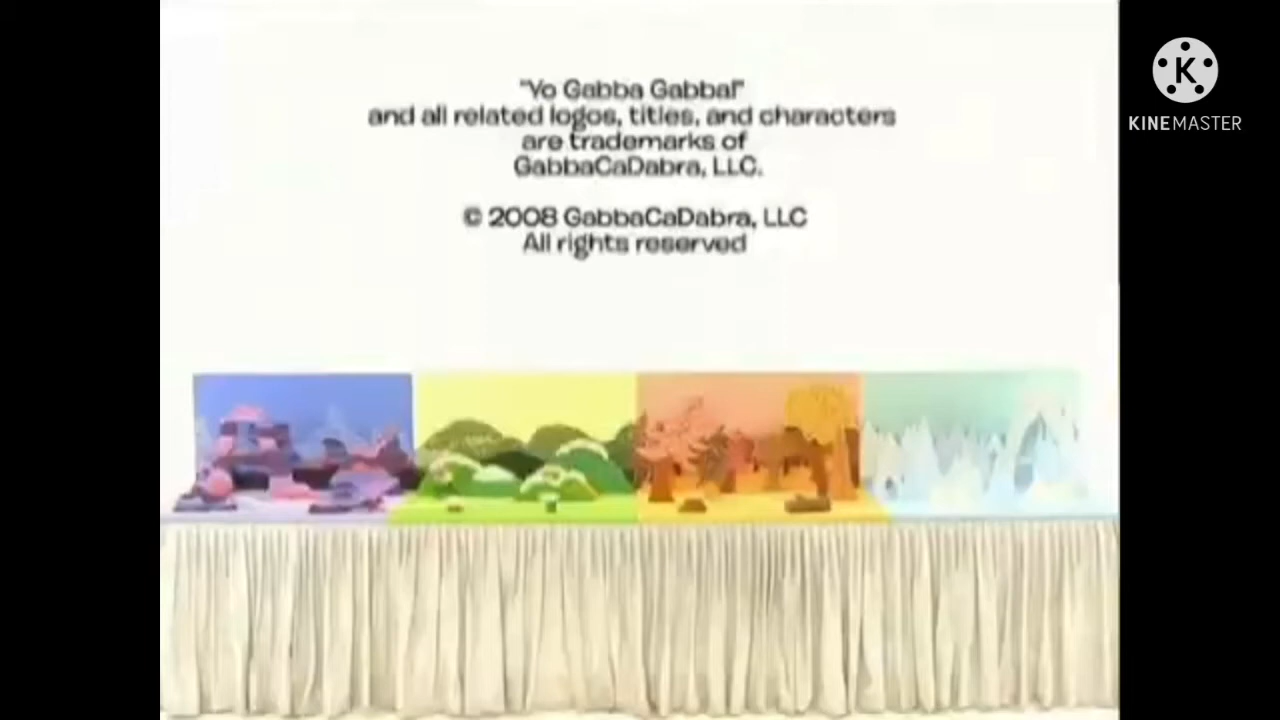 "Yo Gabba Gabba!"
and all related logos, titles, and characters
are trademarks of
GabbaCaDabra, LLC.
© 2008 GabbaCaDabra, LLC
All rights reserved
K
KINEMASTER